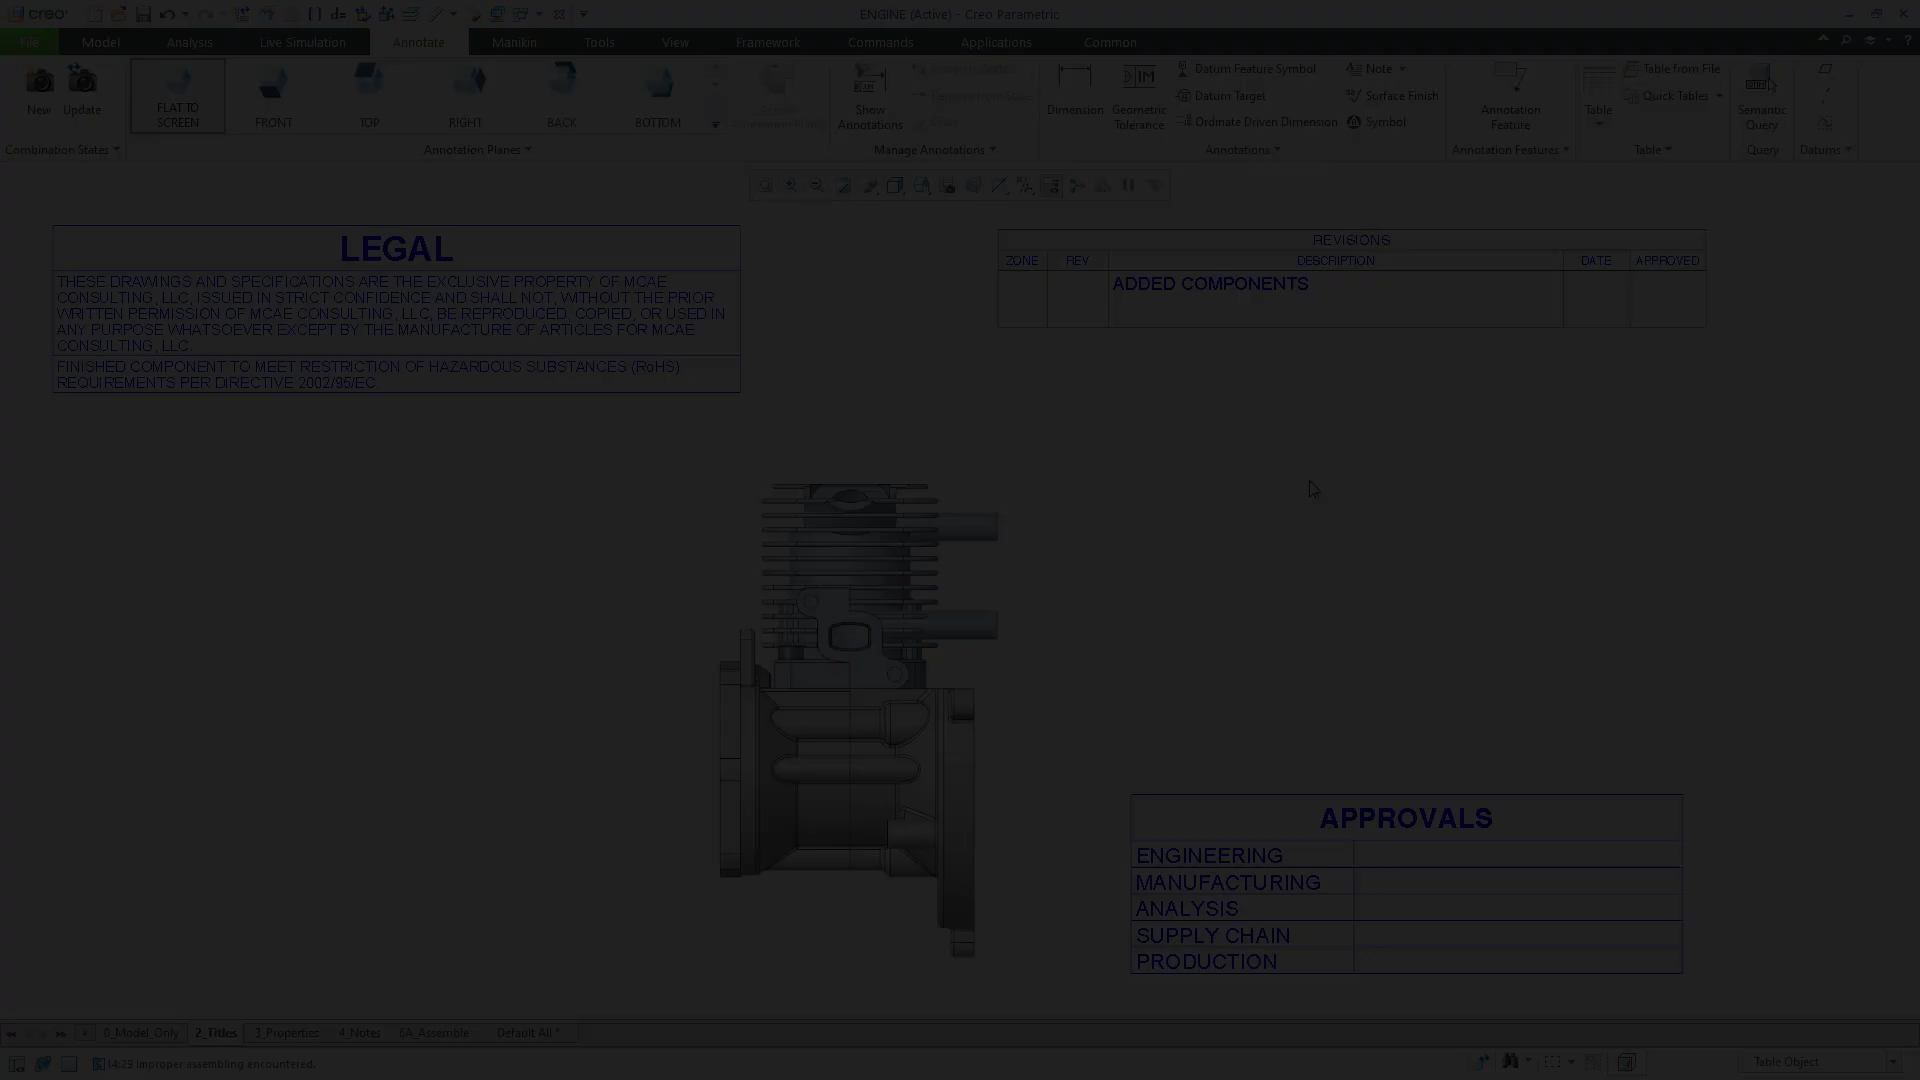 creo
ENGINE (Active) - Creo Parametric
File
Model
Analysis
Live Simulation
Annotate
Manikin
Tools
View
Framework
Commands
Applications
Common
New
Update
FLAT TO
SCREEN
FRONT
TOP
RIGHT
BACK
BOTTOM
Show
Annotations
Dimension
Geometric
Tolerance
Datum Feature Symbol
Datum Target
Ordinate Driven Dimension
Note
Surface Finish
Symbol
Annotation
Feature
Table
Table from File
Quick Tables
Semantic
Query
Combination States
Annotation Planes
Manage Annotations
Annotations
Annotation Features
Table
Query
Datums
LEGAL
THESE DRAWINGS AND SPECIFICATIONS ARE THE EXCLUSIVE PROPERTY OF MCAE
CONSULTING, LLC, ISSUED IN STRICT CONFIDENCE AND SHALL NOT, WITHOUT THE PRIOR
WRITTEN PERMISSION OF MCAE CONSULTING, LLC, BE REPRODUCED, COPIED, OR USED IN
ANY PURPOSE WHATSOEVER EXCEPT BY THE MANUFACTURE OF ARTICLES FOR MCAE
CONSULTING, LLC.
FINISHED COMPONENT TO MEET RESTRICTION OF HAZARDOUS SUBSTANCES (RoHS)
REQUIREMENTS PER DIRECTIVE 2002/95/EC.
REVISIONS
ZONE REV DESCRIPTION DATE APPROVED
ADDED COMPONENTS
APPROVALS
ENGINEERING
MANUFACTURING
ANALYSIS
SUPPLY CHAIN
PRODUCTION
0_Model_Only
2_Titles
3_Properties
4_Notes
6A_Assemble
Default All *
14:29 Improper assembling encountered.
Table Object